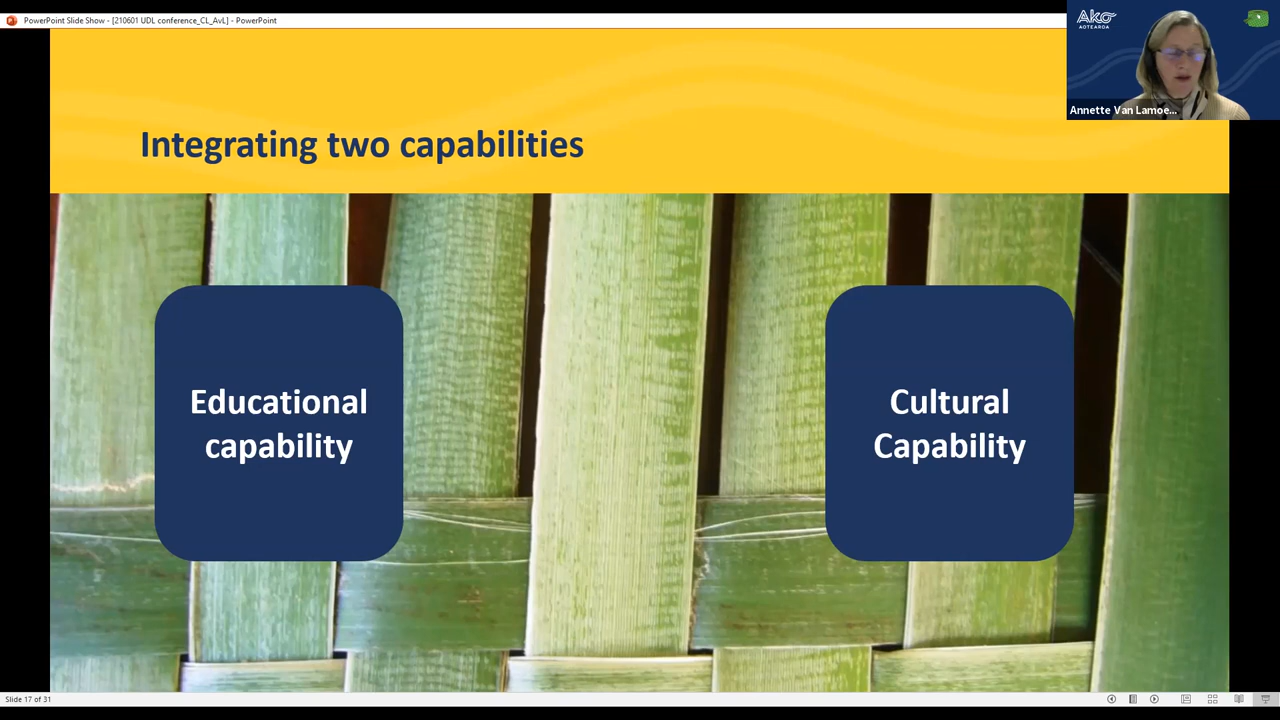 PowerPoint Slide Show - [210601 UDL conference_CL_AvL] - PowerPoint
Ako
AOTEAROA
Annette Van Lamoe...
Integrating two capabilities
Educational
capability
Cultural
Capability
Slide 17 of 31